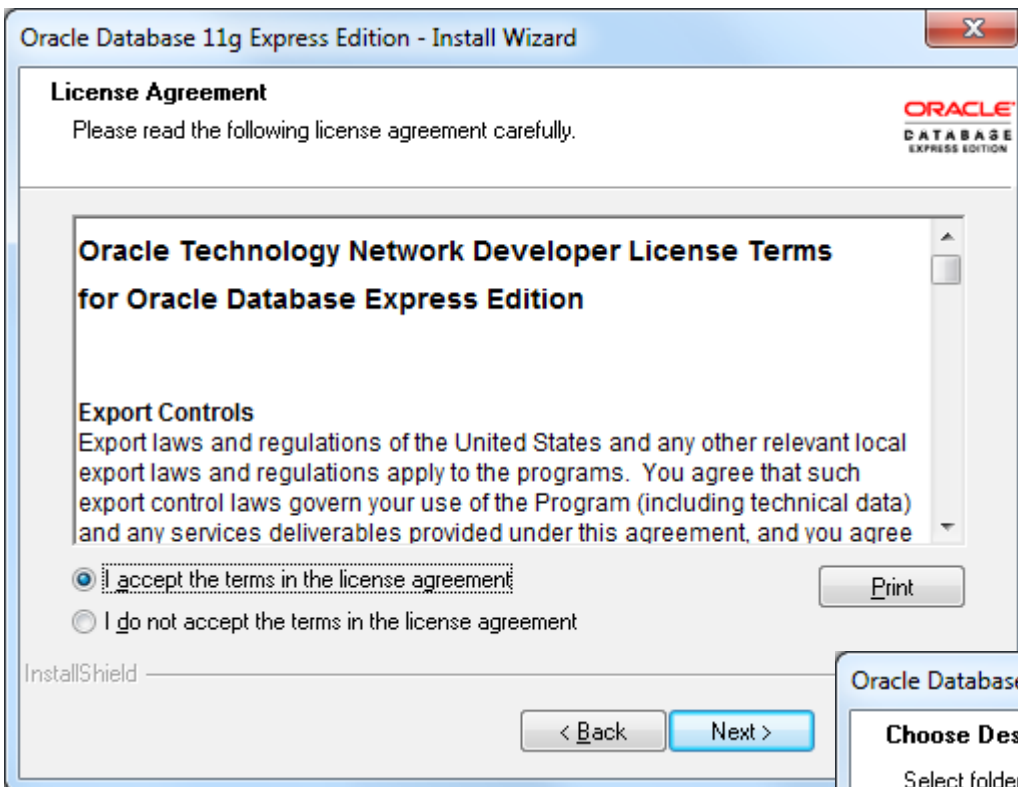 Oracle Database 11g Express Edition - Install Wizard
License Agreement
Please read the following license agreement carefully.
ORACLE
DATABASE
EXPRESS EDITION
Oracle Technology Network Developer License Terms
for Oracle Database Express Edition
Export Controls
Export laws and regulations of the United States and any other relevant local
export laws and regulations apply to the programs.  You agree that such
export control laws govern your use of the Program (including technical data)
and any services deliverables provided under this agreement, and you agree
I accept the terms in the license agreement
Print
I do not accept the terms in the license agreement
InstallShield
< Back
Next >
Oracle Database
Choose Des
Select folder